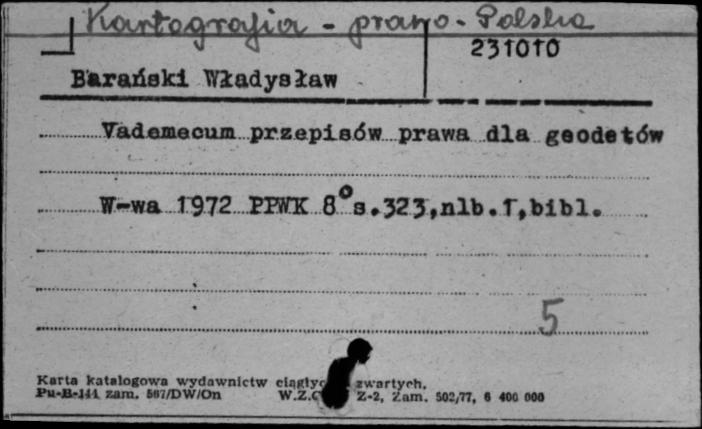 Kartografia - prawo - Polska
231010
Barański Władysław
Vademecum przepisów prawa dla geodetów
W-wa 1972 PPWK 8° s.323,nlb.1,bibl.
5
Karta katalogowa wydawnictw zwartych.
Pu-B-144 zam. 567/DW/On W.Z. Z-2, Zam. 502/77, 6 400 000